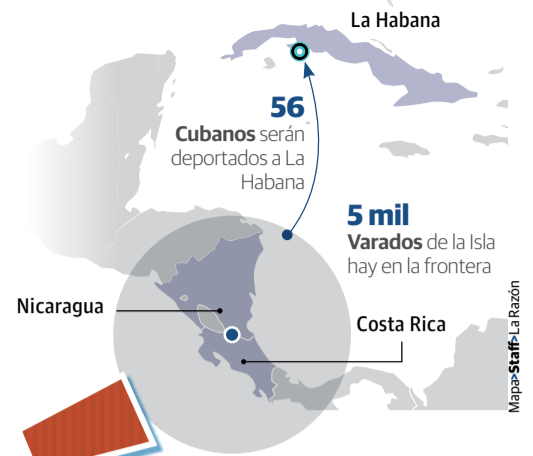 La Habana
56
Cubanos serán
deportados a La
Habana
5 mil
Varados de la Isla
hay en la frontera
Nicaragua
Costa Rica
Mapa>Staff>La Razón